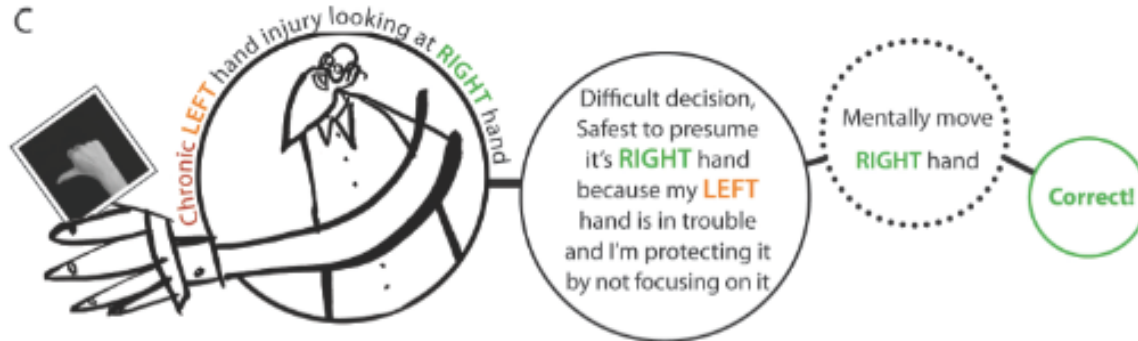 C
Chronic LEFT hand injury looking at RIGHT hand
Difficult decision,
Safest to presume
it's RIGHT hand
because my LEFT
hand is in trouble
and I'm protecting it
by not focusing on it
Mentally move
RIGHT hand
Correct!